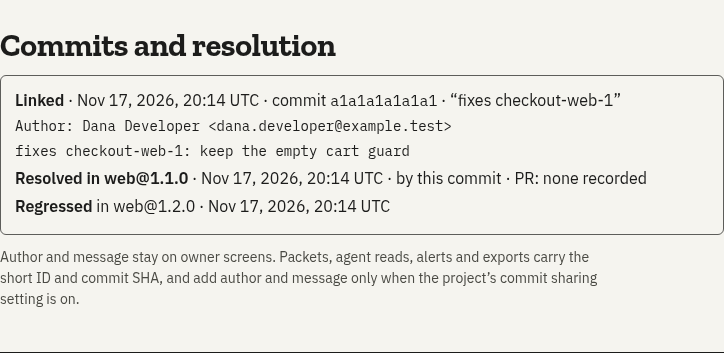 Commits and resolution
Linked · Nov 17, 2026, 20:14 UTC · commit a1a1a1a1a1a1 · “fixes checkout-web-1”
Author: Dana Developer <dana.developer@example.test>
fixes checkout-web-1: keep the empty cart guard
Resolved in web@1.1.0 · Nov 17, 2026, 20:14 UTC · by this commit · PR: none recorded
Regressed in web@1.2.0 · Nov 17, 2026, 20:14 UTC
Author and message stay on owner screens. Packets, agent reads, alerts and exports carry the
short ID and commit SHA, and add author and message only when the project’s commit sharing
setting is on.